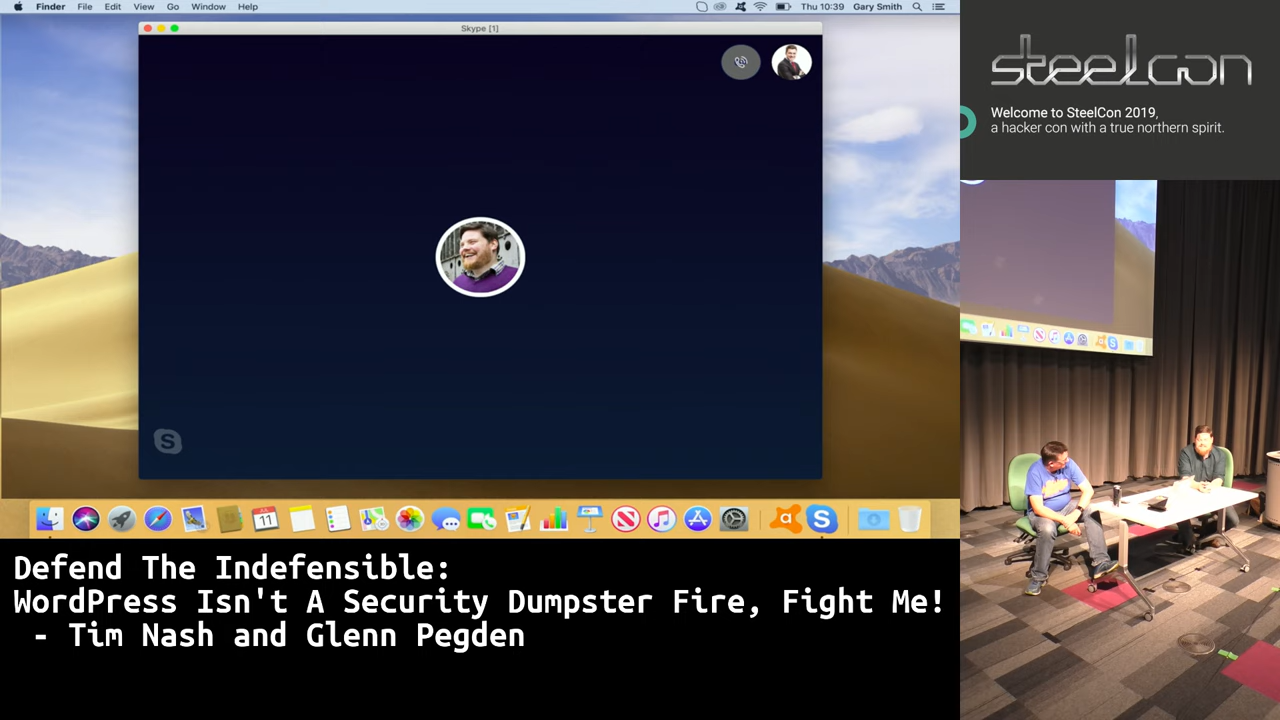 Finder File Edit View Go Window Help Thu 10:39 Gary Smith
Skype [1]
S
JUL
11
S
steelcon
Welcome to SteelCon 2019,
a hacker con with a true northern spirit.
Defend The Indefensible:
WordPress Isn't A Security Dumpster Fire, Fight Me!
- Tim Nash and Glenn Pegden